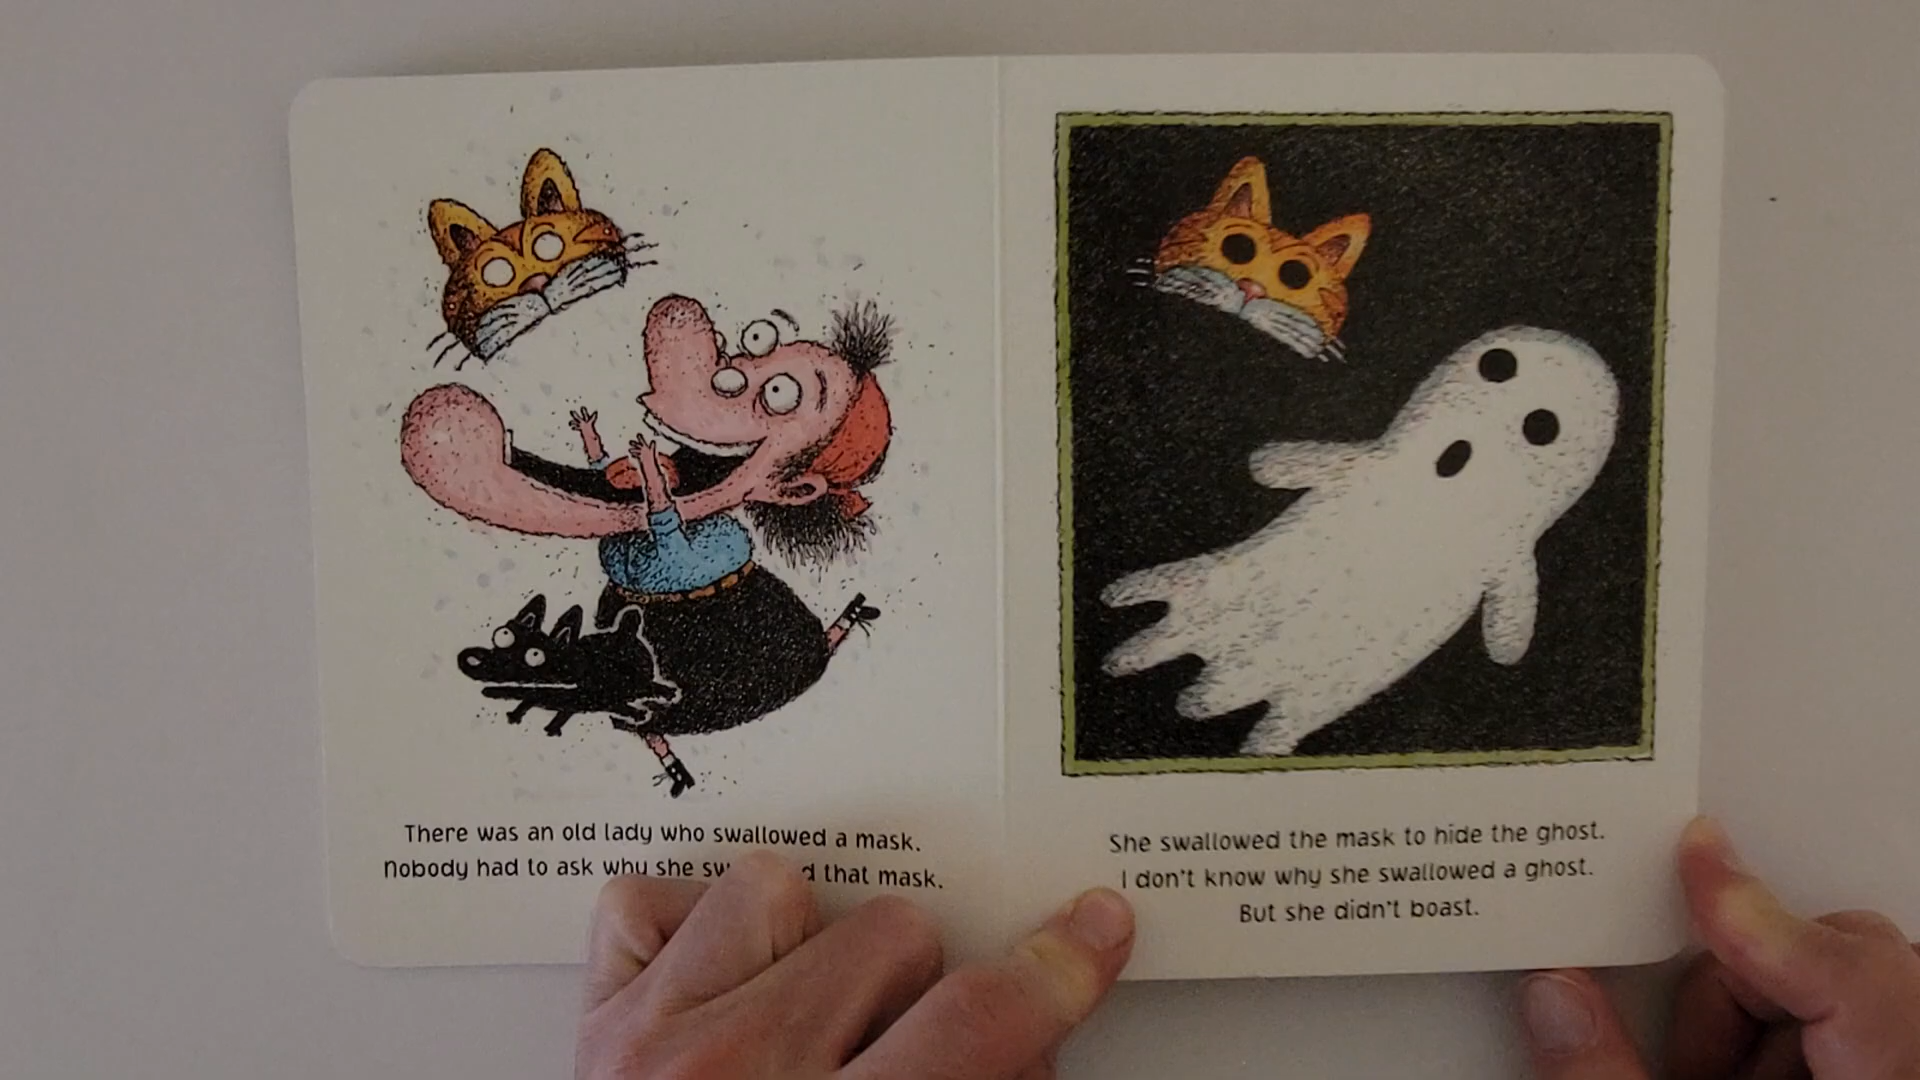 There was an old lady who swallowed a mask.
Nobody had to ask why she that mask.
She swallowed the mask to hide the ghost.
I don't know why she swallowed a ghost.
But she didn't boast.